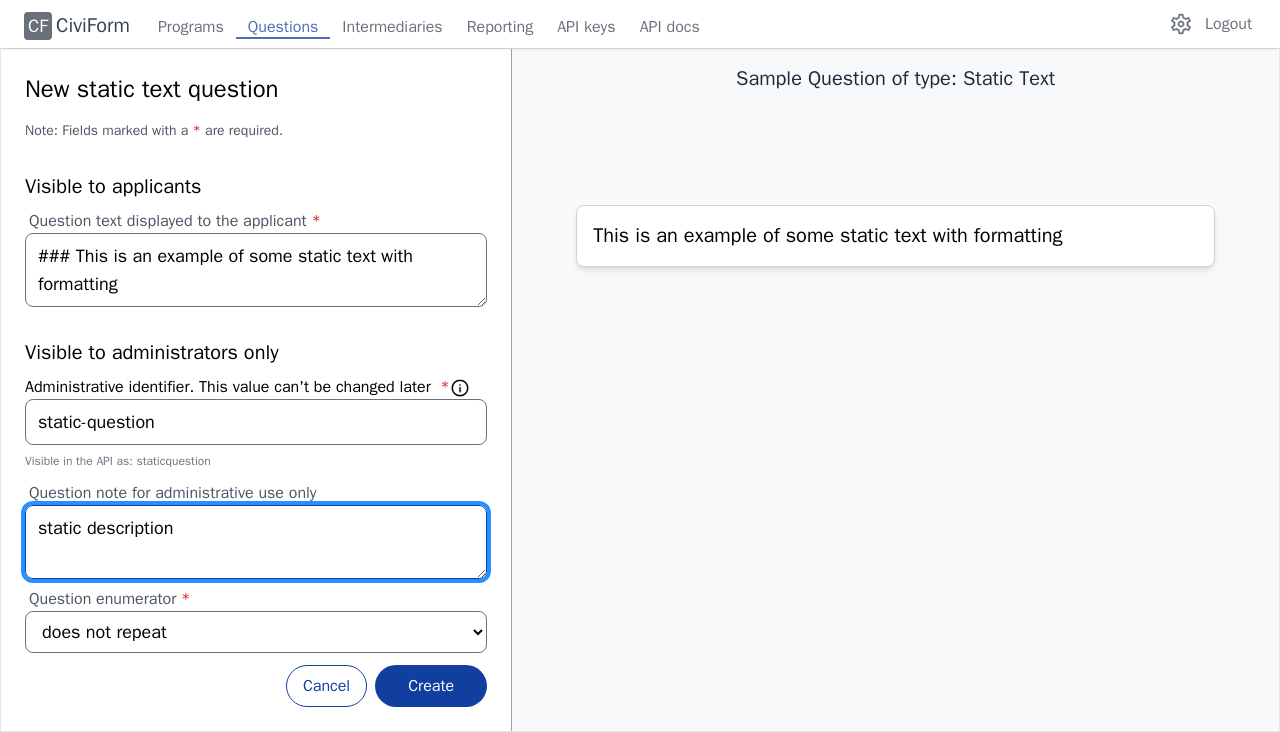 CF CiviForm Programs Questions Intermediaries Reporting API keys API docs Logout
New static text question
Note: Fields marked with a * are required.
Visible to applicants
Question text displayed to the applicant *
### This is an example of some static text with
formatting
Visible to administrators only
Administrative identifier. This value can't be changed later *
static-question
Visible in the API as: staticquestion
Question note for administrative use only
static description
Question enumerator *
does not repeat
Cancel Create
Sample Question of type: Static Text
This is an example of some static text with formatting